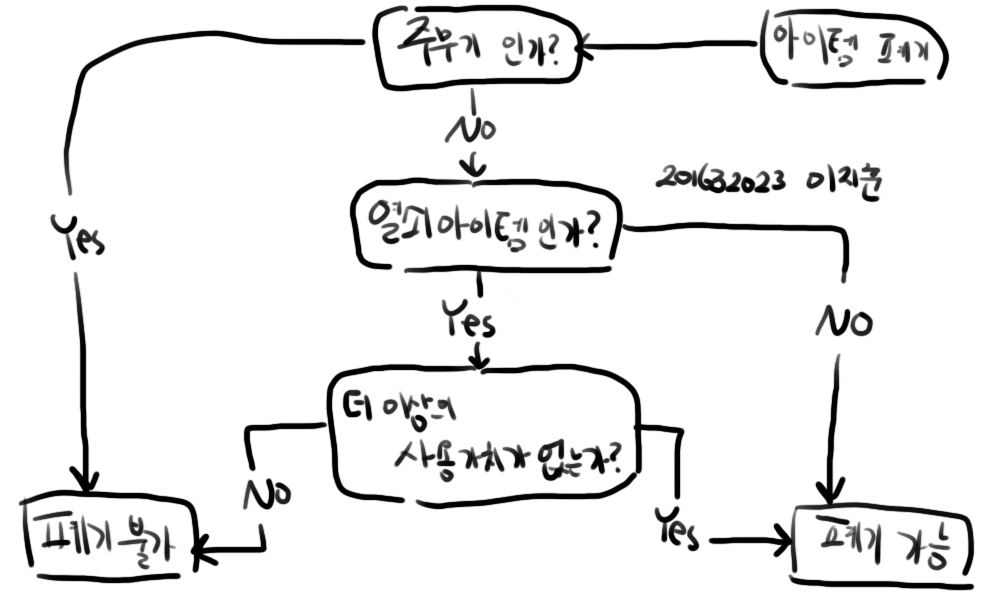 주무기 인가?
아이템 폐기
No
201632023 이지훈
열쇠아이템인가?
Yes
Yes
NO
더 이상의
사용가치가 없는가?
No
Yes
폐기 불가
폐기 가능